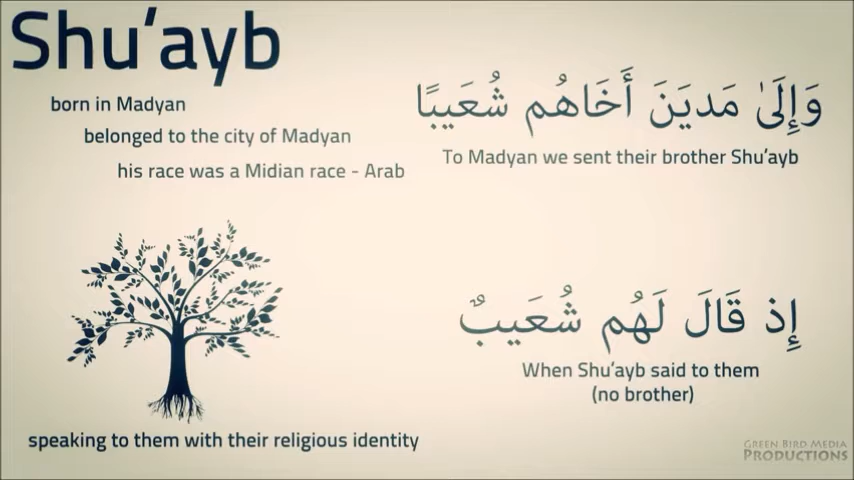 Shu'ayb
born in Madyan
belonged to the city of Madyan
his race was a Midian race - Arab
وَإِلَىٰ مَدْيَنَ أَخَاهُم شُعَيبًا
To Madyan we sent their brother Shu'ayb
إِذ قَالَ لَهُم شُعَيبٌ
When Shu'ayb said to them
(no brother)
speaking to them with their religious identity
GREEN BIRD MEDIA
PRODUCTIONS